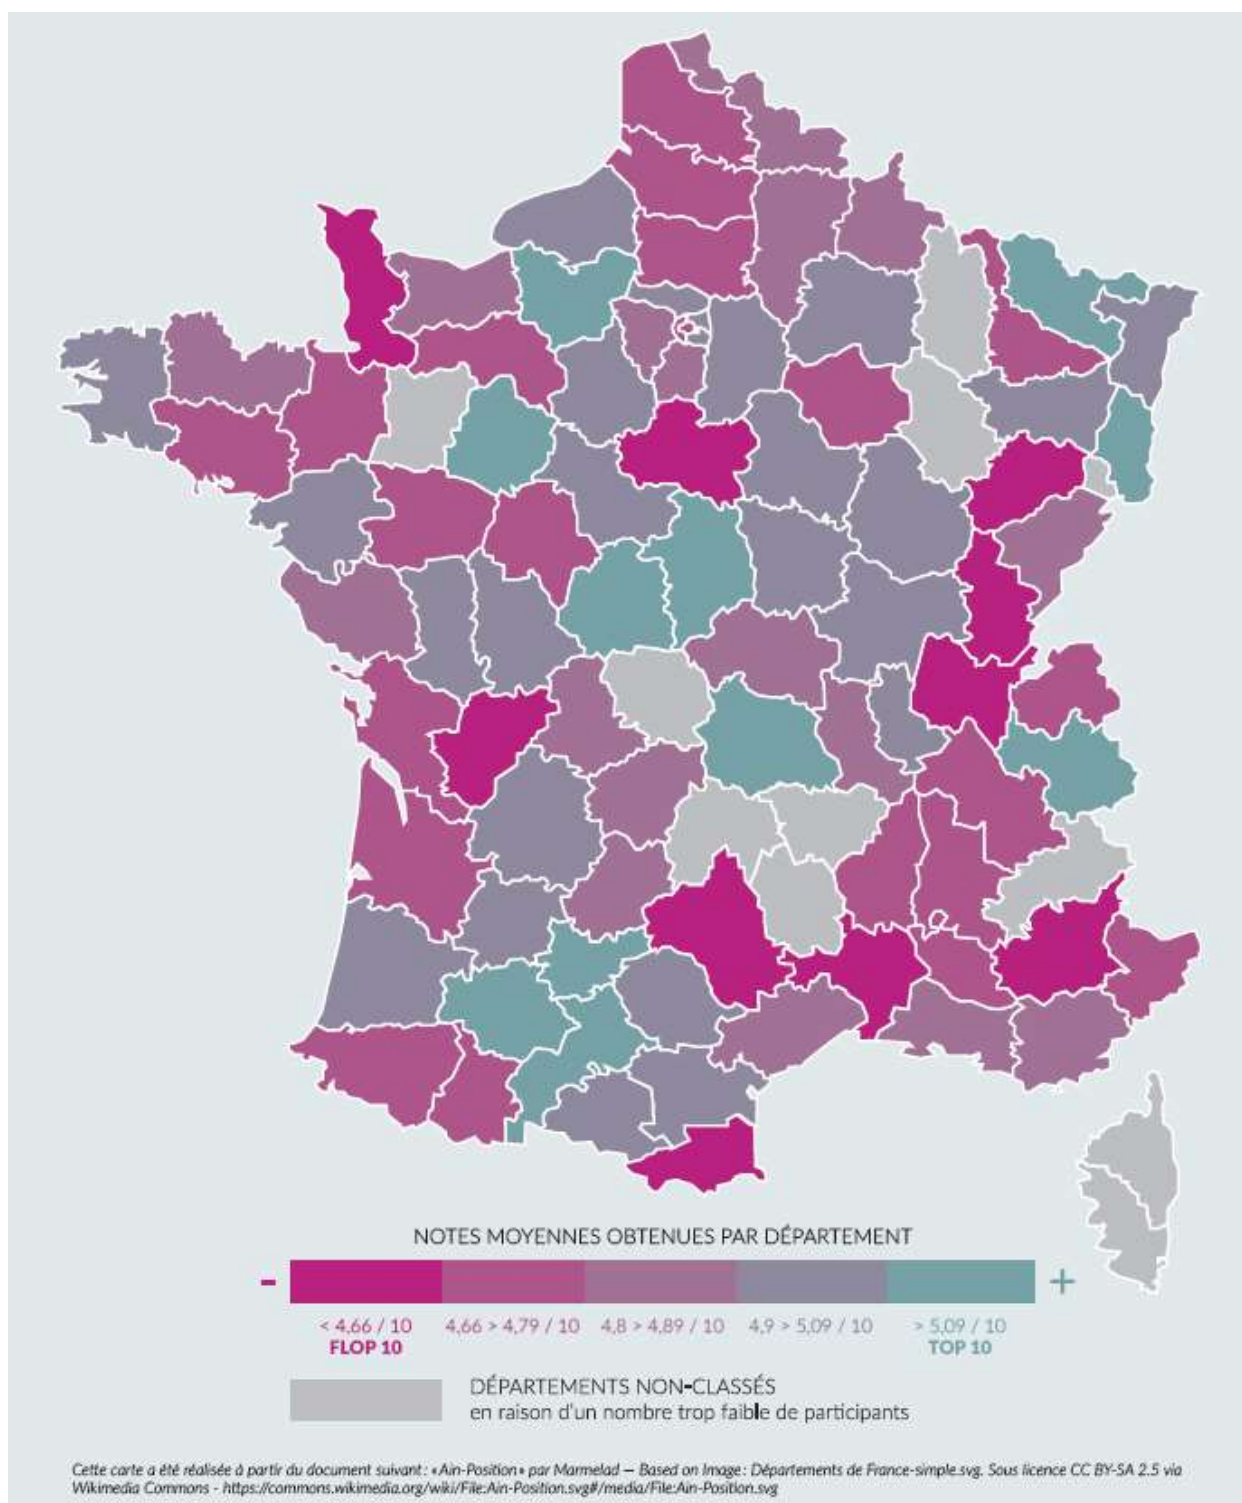 NOTES MOYENNES OBTENUES PAR DÉPARTEMENT
- +
< 4,66 / 10 4,66 > 4,79 / 10 4,8 > 4,89 / 10 4,9 > 5,09 / 10 > 5,09 / 10
FLOP 10 TOP 10
DÉPARTEMENTS NON-CLASSÉS
en raison d'un nombre trop faible de participants
Cette carte a été réalisée à partir du document suivant : «Ain-Position» par Marmelad — Based on Image : Départements de France-simple.svg. Sous licence CC BY-SA 2.5 via
Wikimedia Commons - https://commons.wikimedia.org/wiki/File:Ain-Position.svg#/media/File:Ain-Position.svg